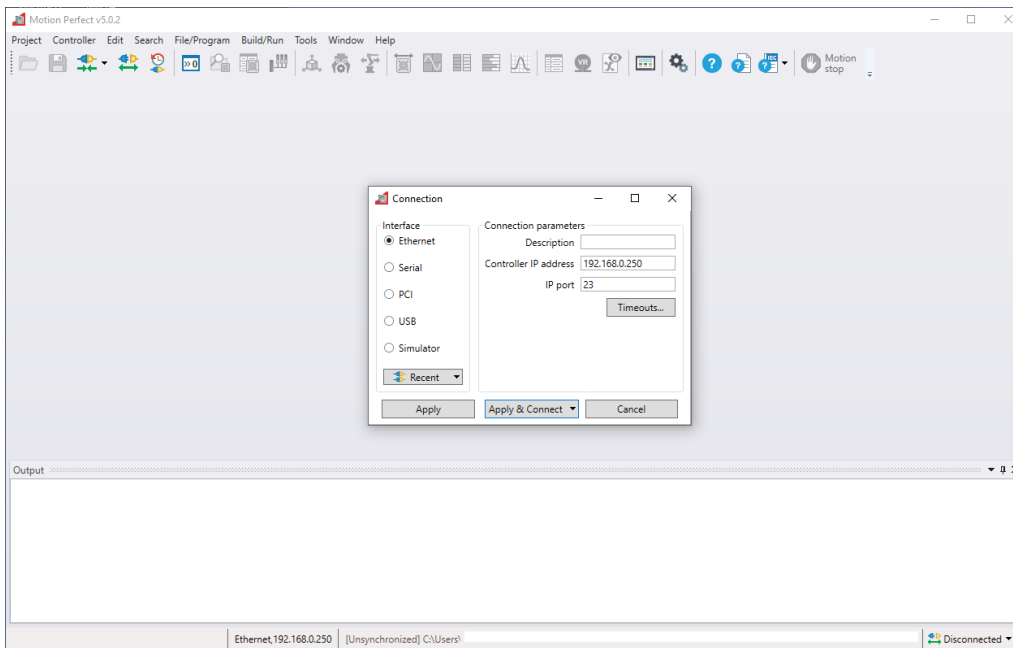 Motion Perfect v5.0.2
Project Controller Edit Search File/Program Build/Run Tools Window Help
Motion stop
Connection
Interface
Ethernet
Serial
PCI
USB
Simulator
Recent
Connection parameters
Description
Controller IP address 192.168.0.250
IP port 23
Timeouts...
Apply Apply & Connect Cancel
Output
Ethernet,192.168.0.250 [Unsynchronized] C:\Users\ Disconnected